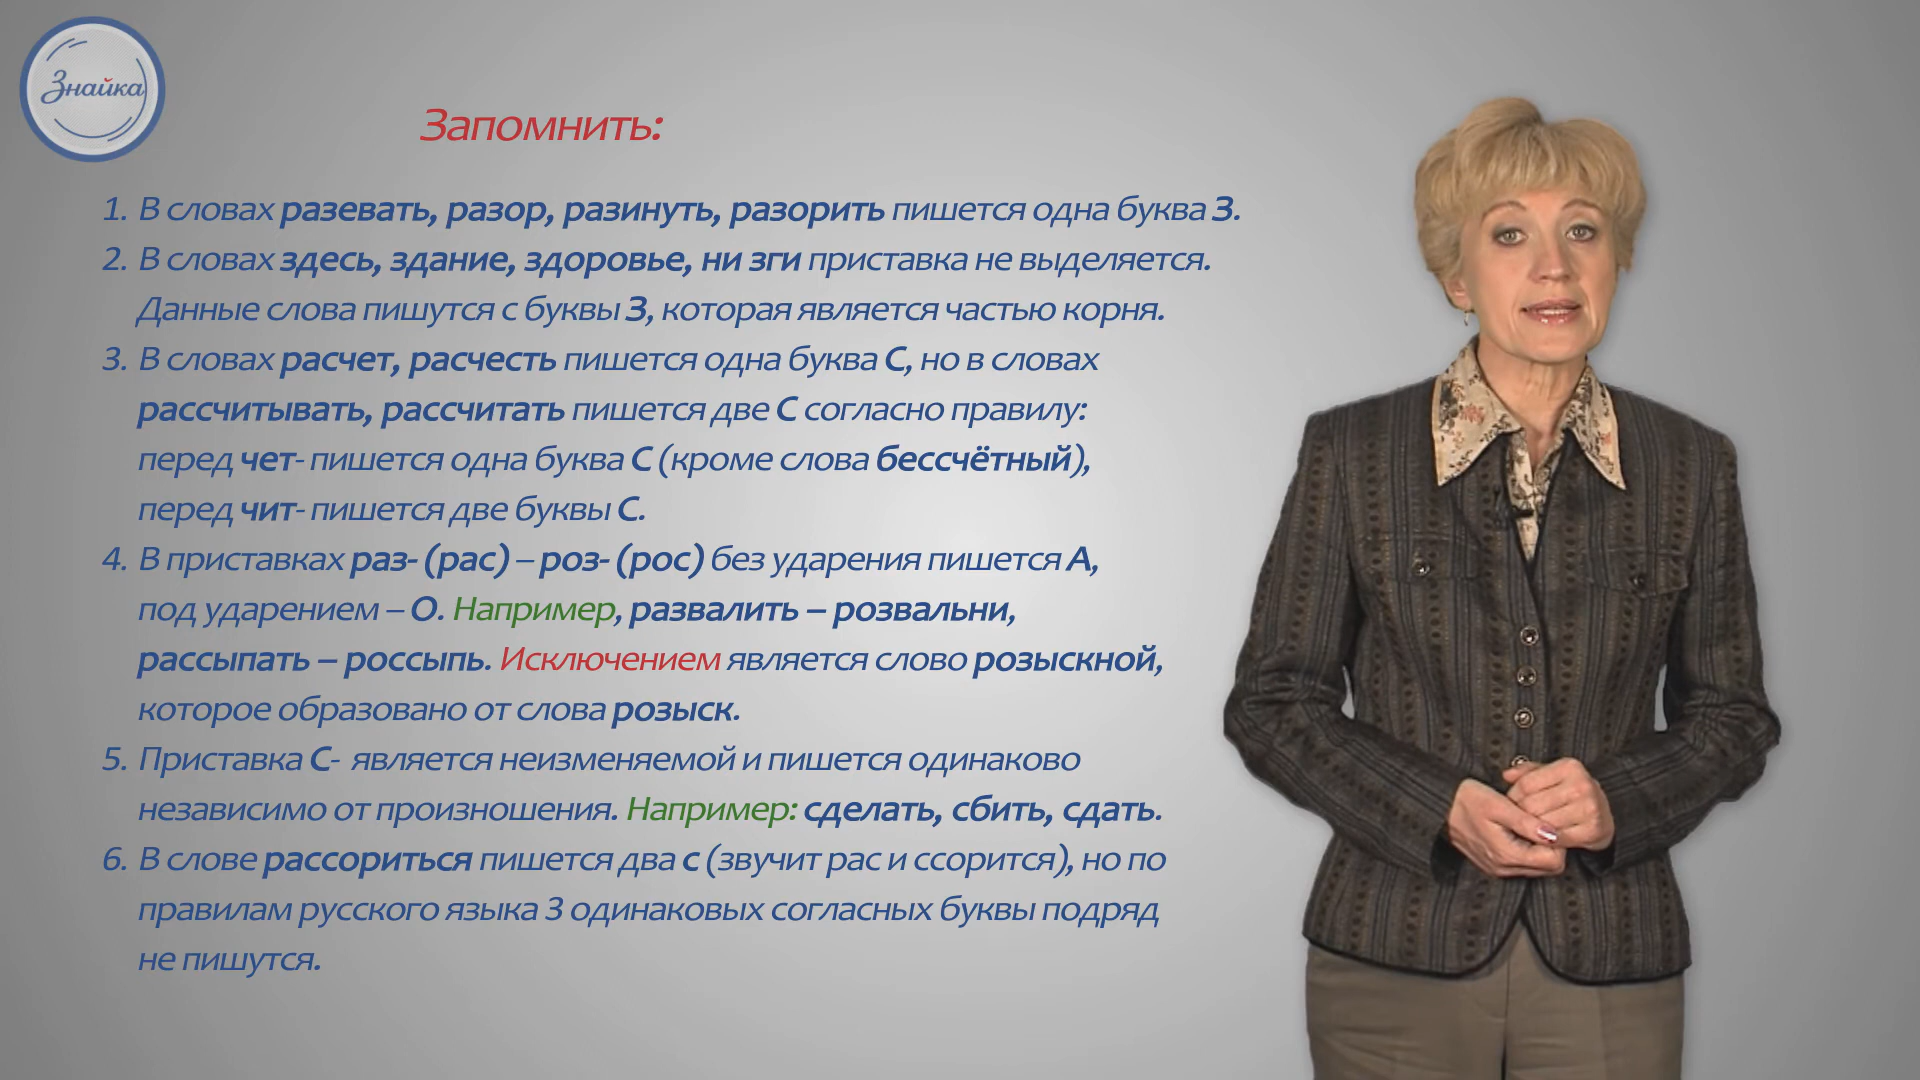 Знайка
Запомнить:
1. В словах разевать, разор, разинуть, разорить пишется одна буква З.
2. В словах здесь, здание, здоровье, ни зги приставка не выделяется.
Данные слова пишутся с буквы З, которая является частью корня.
3. В словах расчет, расчесть пишется одна буква С, но в словах
рассчитывать, рассчитать пишется две С согласно правилу:
перед чет- пишется одна буква С (кроме слова бессчётный),
перед чит- пишется две буквы С.
4. В приставках раз- (рас) – роз- (рос) без ударения пишется А,
под ударением – О. Например, развалить – розвальни,
рассыпать – россыпь. Исключением является слово розыскной,
которое образовано от слова розыск.
5. Приставка С- является неизменяемой и пишется одинаково
независимо от произношения. Например: сделать, сбить, сдать.
6. В слове рассориться пишется два с (звучит рас и ссорится), но по
правилам русского языка 3 одинаковых согласных буквы подряд
не пишутся.